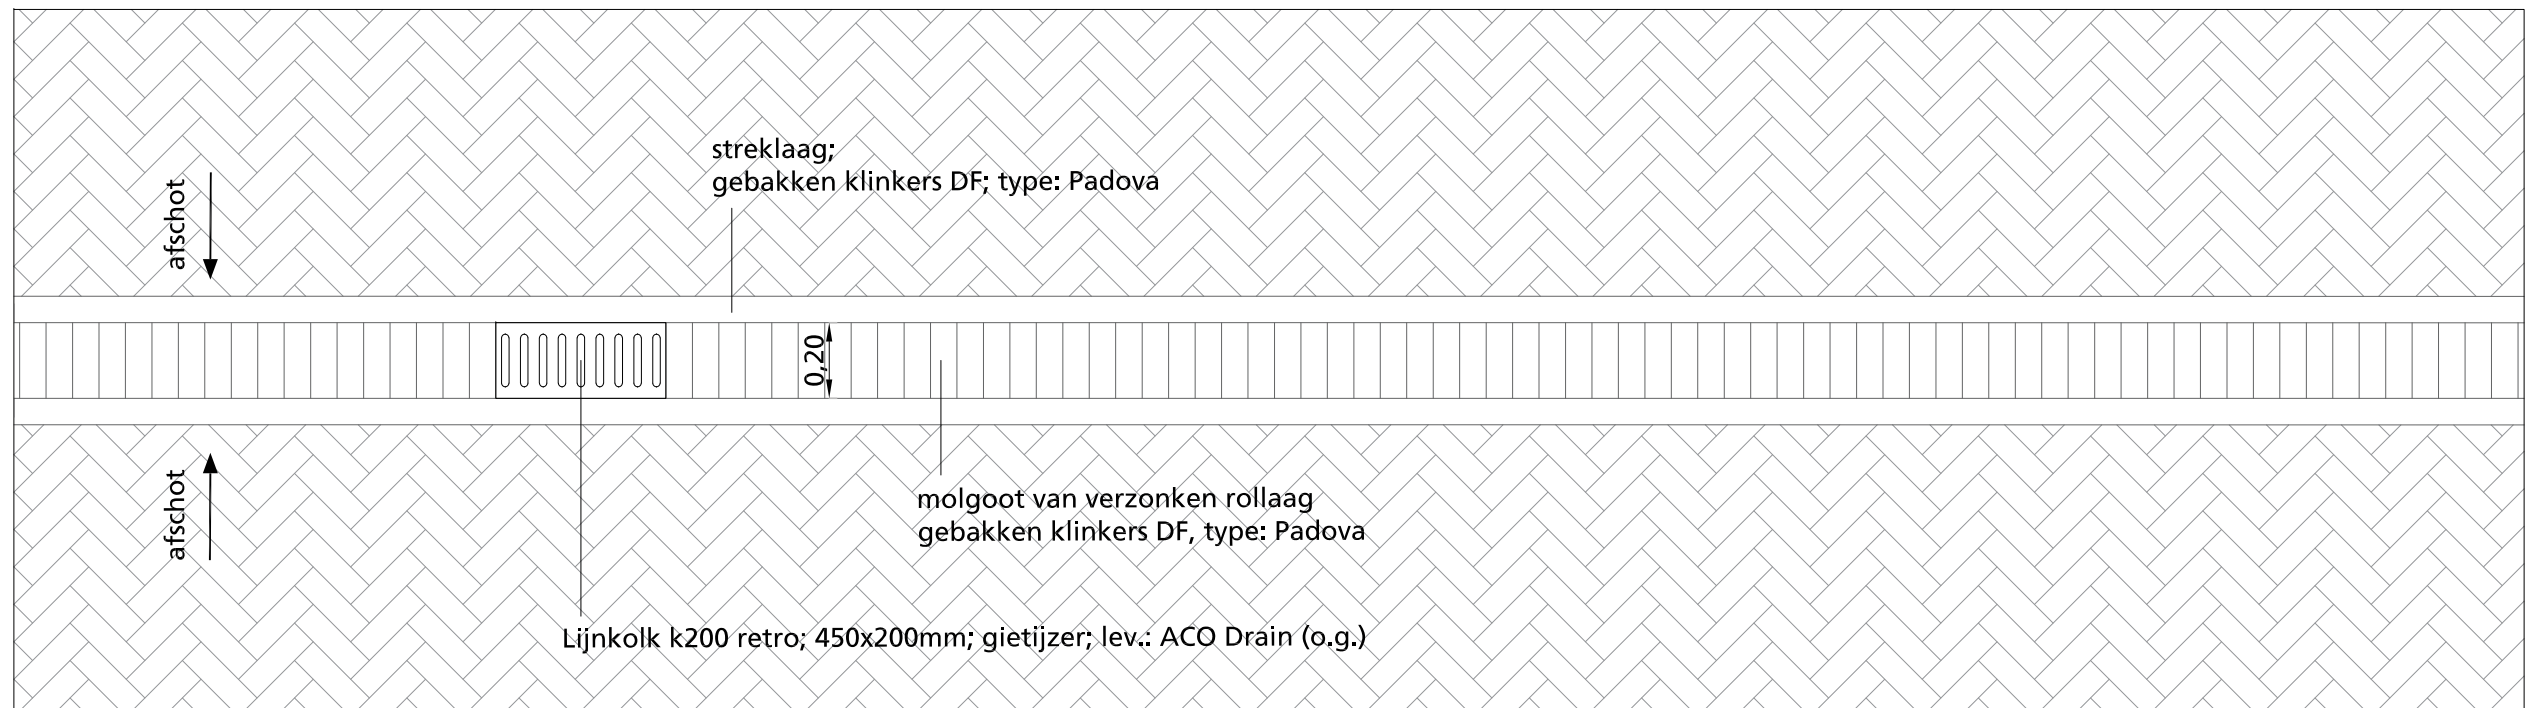 streklaag;
gebakken klinkers DF; type: Padova
afschot
0,20
afschot
molgoot van verzonken rollaag
gebakken klinkers DF, type: Padova
Lijnkolk k200 retro; 450x200mm; gietijzer; lev.: ACO Drain (o.g.)